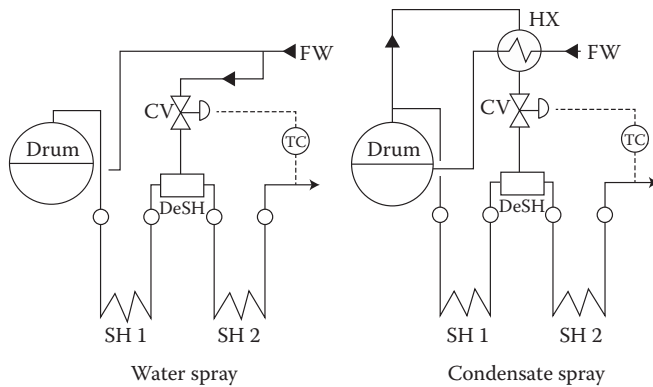 FW
CV
TC
Drum
DeSH
SH 1
SH 2
Water spray
HX
FW
CV
TC
Drum
DeSH
SH 1
SH 2
Condensate spray